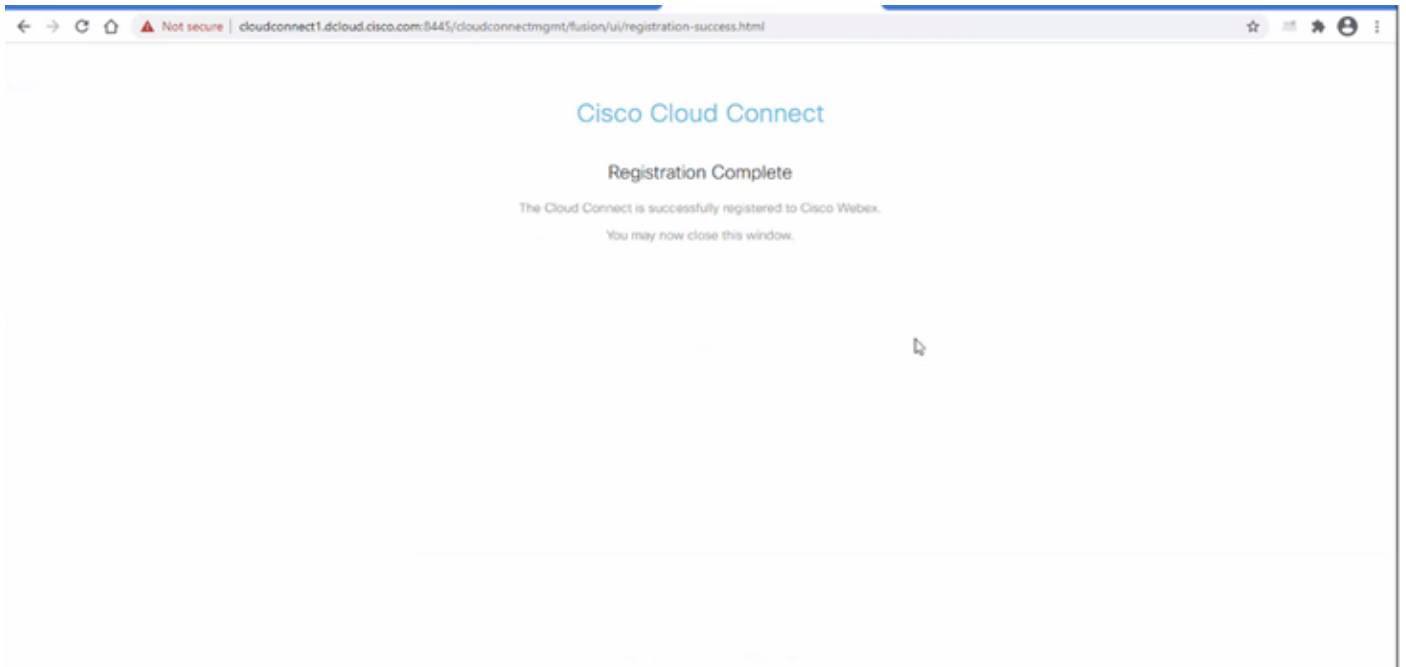 Not secure | cloudconnect1.dcloud.cisco.com:8445/cloudconnectmgmt/fusion/ui/registration-success.html
Cisco Cloud Connect
Registration Complete
The Cloud Connect is successfully registered to Cisco Webex.
You may now close this window.